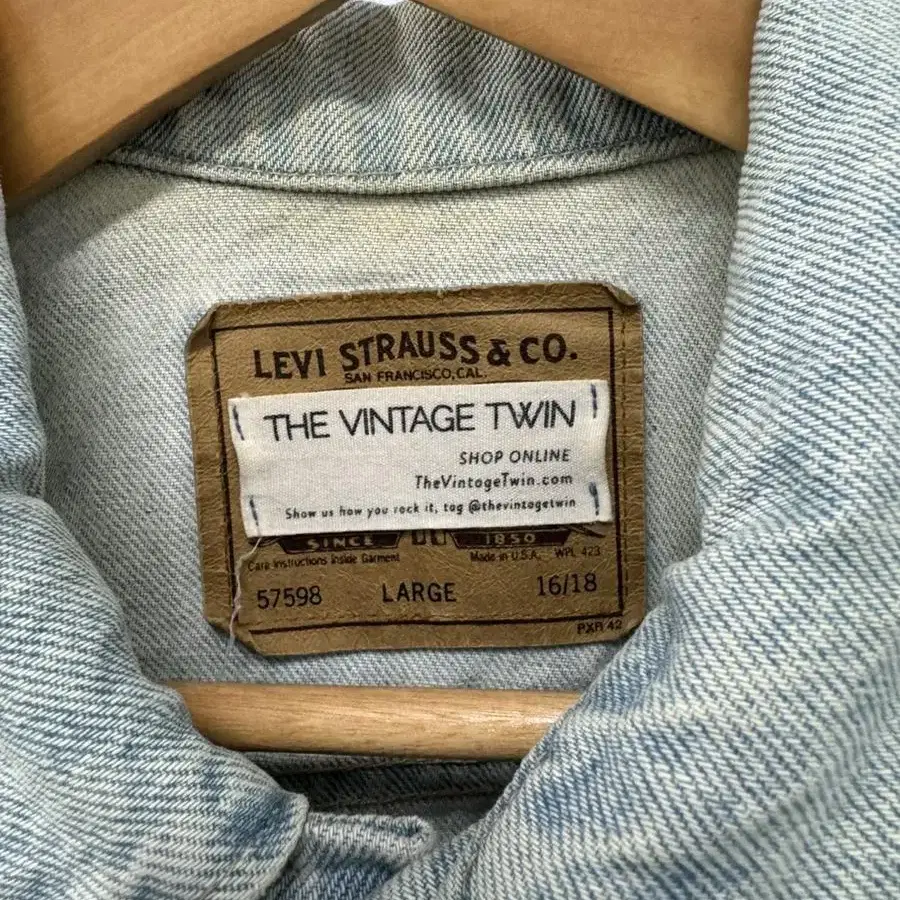 LEVI STRAUSS & CO.
SAN FRANCISCO, CAL.
THE VINTAGE TWIN
SHOP ONLINE
TheVintageTwin.com
Show us how you rock it, tag @thevintagetwin
SINCE 1850
Care Instructions Inside Garment Made in U.S.A. WPL 423
57598 LARGE 16/18
PXR 42